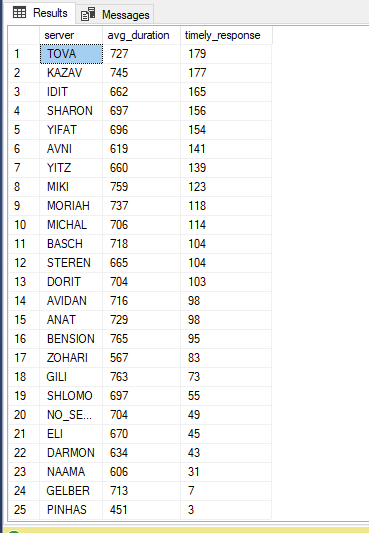 Results Messages
server avg_duration timely_response
1 TOVA 727 179
2 KAZAV 745 177
3 IDIT 662 165
4 SHARON 697 156
5 YIFAT 696 154
6 AVNI 619 141
7 YITZ 660 139
8 MIKI 759 123
9 MORIAH 737 118
10 MICHAL 706 114
11 BASCH 718 104
12 STEREN 665 104
13 DORIT 704 103
14 AVIDAN 716 98
15 ANAT 729 98
16 BENSION 765 95
17 ZOHARI 567 83
18 GILI 763 73
19 SHLOMO 697 55
20 NO_SE... 704 49
21 ELI 670 45
22 DARMON 634 43
23 NAAMA 606 31
24 GELBER 713 7
25 PINHAS 451 3